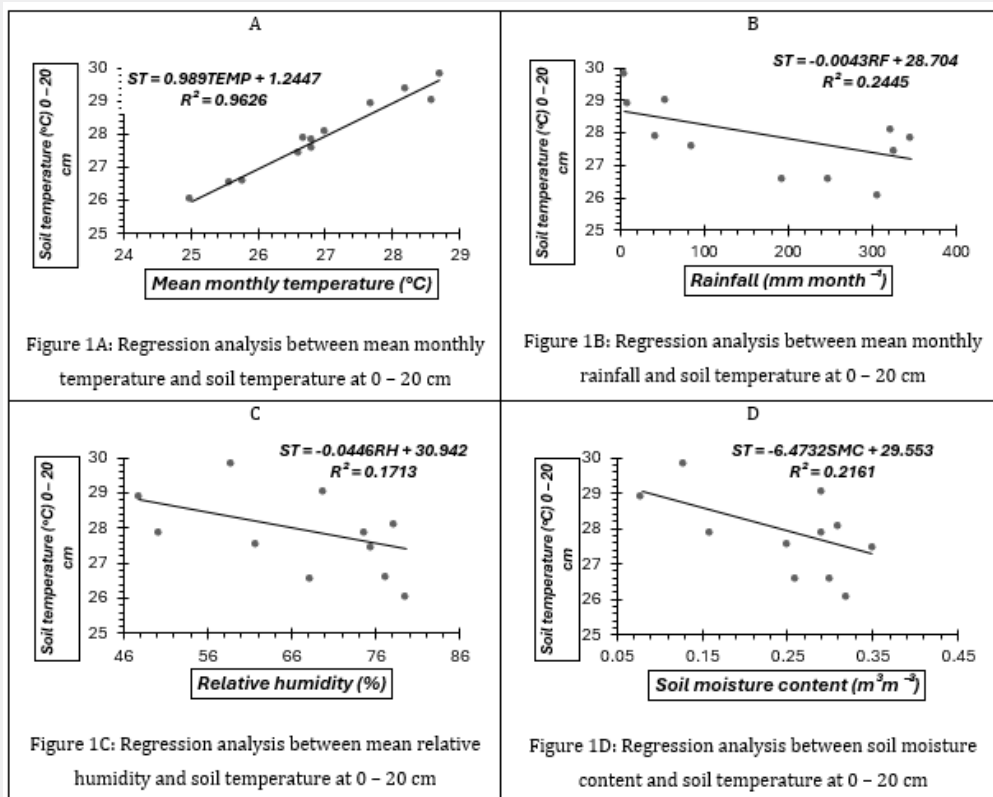 A
Soil temperature (°C) 0 – 20
cm
ST = 0.989TEMP + 1.2447
R² = 0.9626
30
29
28
27
26
25
24 25 26 27 28 29
Mean monthly temperature (°C)
Figure 1A: Regression analysis between mean monthly
temperature and soil temperature at 0 – 20 cm
B
Soil temperature (°C) 0 – 20
cm
ST = -0.0043RF + 28.704
R² = 0.2445
30
29
28
27
26
25
0 100 200 300 400
Rainfall (mm month ⁻¹)
Figure 1B: Regression analysis between mean monthly
rainfall and soil temperature at 0 – 20 cm
C
Soil temperature (°C) 0 – 20
cm
ST = -0.0446RH + 30.942
R² = 0.1713
30
29
28
27
26
25
46 56 66 76 86
Relative humidity (%)
Figure 1C: Regression analysis between mean relative
humidity and soil temperature at 0 – 20 cm
D
Soil temperature (°C) 0 – 20
cm
ST = -6.4732SMC + 29.553
R² = 0.2161
30
29
28
27
26
25
0.05 0.15 0.25 0.35 0.45
Soil moisture content (m³m⁻³)
Figure 1D: Regression analysis between soil moisture
content and soil temperature at 0 – 20 cm